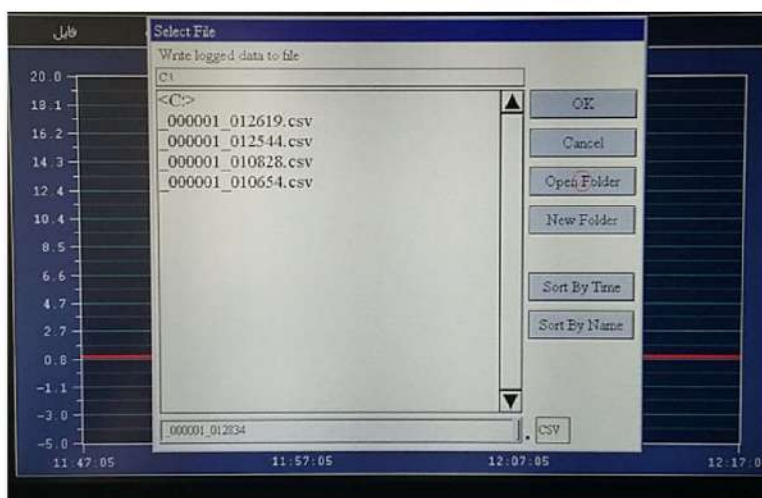 فایل
Select File
Write logged data to file
C:\
<C:>
_000001_012619.csv
_000001_012544.csv
_000001_010828.csv
_000001_010654.csv
OK
Cancel
Open Folder
New Folder
Sort By Time
Sort By Name
_000001_012834
.
CSV
20.0
18.1
16.2
14.3
12.4
10.4
8.5
6.6
4.7
2.7
0.8
-1.1
-3.0
-5.0
11:47:05
11:57:05
12:07:05